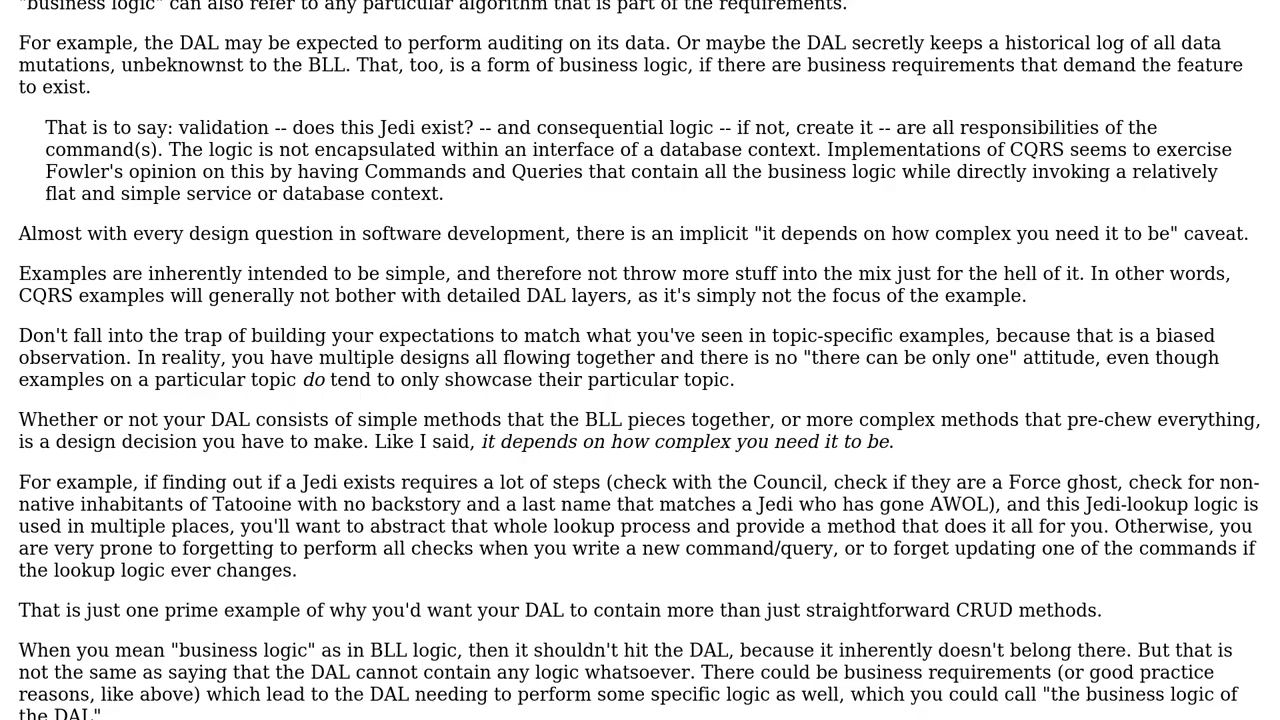 "business logic" can also refer to any particular algorithm that is part of the requirements.
For example, the DAL may be expected to perform auditing on its data. Or maybe the DAL secretly keeps a historical log of all data
mutations, unbeknownst to the BLL. That, too, is a form of business logic, if there are business requirements that demand the feature
to exist.
That is to say: validation -- does this Jedi exist? -- and consequential logic -- if not, create it -- are all responsibilities of the
command(s). The logic is not encapsulated within an interface of a database context. Implementations of CQRS seems to exercise
Fowler's opinion on this by having Commands and Queries that contain all the business logic while directly invoking a relatively
flat and simple service or database context.
Almost with every design question in software development, there is an implicit "it depends on how complex you need it to be" caveat.
Examples are inherently intended to be simple, and therefore not throw more stuff into the mix just for the hell of it. In other words,
CQRS examples will generally not bother with detailed DAL layers, as it's simply not the focus of the example.
Don't fall into the trap of building your expectations to match what you've seen in topic-specific examples, because that is a biased
observation. In reality, you have multiple designs all flowing together and there is no "there can be only one" attitude, even though
examples on a particular topic do tend to only showcase their particular topic.
Whether or not your DAL consists of simple methods that the BLL pieces together, or more complex methods that pre-chew everything,
is a design decision you have to make. Like I said, it depends on how complex you need it to be.
For example, if finding out if a Jedi exists requires a lot of steps (check with the Council, check if they are a Force ghost, check for non-
native inhabitants of Tatooine with no backstory and a last name that matches a Jedi who has gone AWOL), and this Jedi-lookup logic is
used in multiple places, you'll want to abstract that whole lookup process and provide a method that does it all for you. Otherwise, you
are very prone to forgetting to perform all checks when you write a new command/query, or to forget updating one of the commands if
the lookup logic ever changes.
That is just one prime example of why you'd want your DAL to contain more than just straightforward CRUD methods.
When you mean "business logic" as in BLL logic, then it shouldn't hit the DAL, because it inherently doesn't belong there. But that is
not the same as saying that the DAL cannot contain any logic whatsoever. There could be business requirements (or good practice
reasons, like above) which lead to the DAL needing to perform some specific logic as well, which you could call "the business logic of
the DAL"